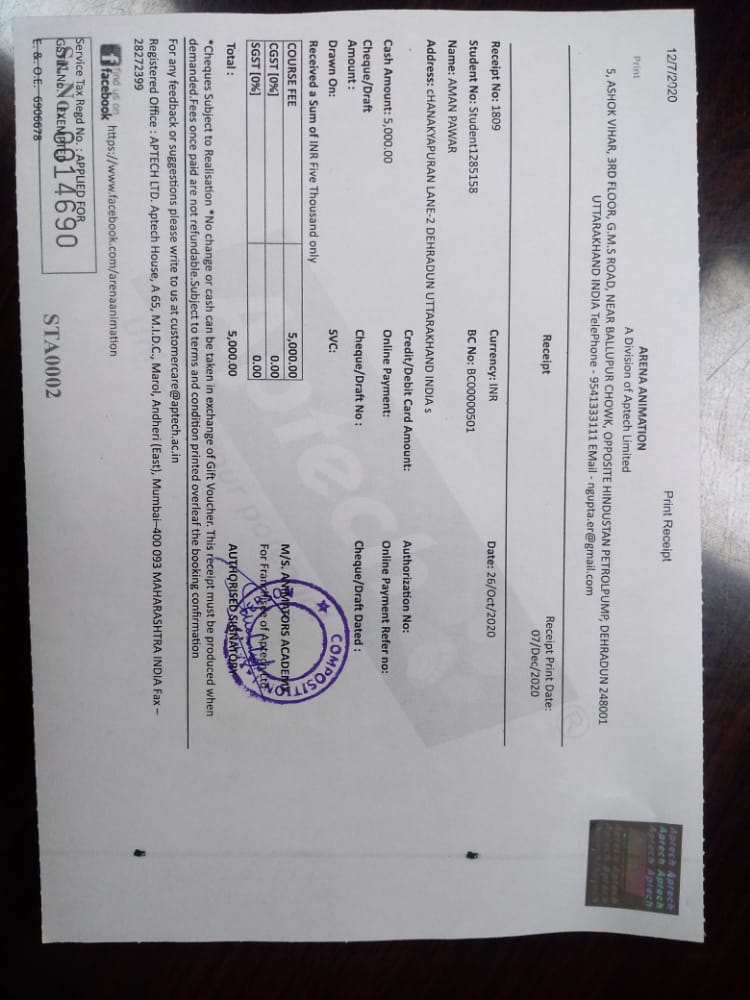 12/7/2020
Print Receipt
Aptech Aptech
Aptech Aptech
Aptech Aptech
Print
ARENA ANIMATION
A Division of Aptech Limited
5, ASHOK VIHAR, 3RD FLOOR, G.M.S ROAD, NEAR BALLUPUR CHOWK, OPPOSITE HINDUSTAN PETROLPUMP, DEHRADUN 248001
UTTARAKHAND INDIA TelePhone - 9541333111 EMail - ngupta.er@gmail.com
Receipt
Receipt Print Date:
07/Dec/2020
Receipt No: 1809 Currency: INR Date: 26/Oct/2020
Student No: Student1285158 BC No: BC00000501
Name: AMAN PAWAR
Address: cHANAKYAPURAN LANE-2 DEHRADUN UTTARAKHAND INDIA s
Credit/Debit Card Amount: Authorization No:
Cash Amount: 5,000.00 Online Payment: Online Payment Refer no:
Cheque/Draft
Amount : Cheque/Draft No : Cheque/Draft Dated :
Drawn On: SVC:
Received a Sum of INR Five Thousand only
COURSE FEE 5,000.00
CGST [0%] 0.00
SGST [0%] 0.00
Total : 5,000.00
COMPOSITION
M/S. ANIMATORS ACADEMY
For Franchisee of Aptech Ltd
AUTHORISED SIGNATORY
*Cheques Subject to Realisation *No change or cash can be taken in exchange of Gift Voucher. This receipt must be produced when
demanded.Fees once paid are not refundable.Subject to terms and condition printed overleaf the booking confirmation
For any feedback or suggestions please write to us at customercare@aptech.ac.in
Registered Office : APTECH LTD. Aptech House, A 65, M.I.D.C., Marol, Andheri (East), Mumbai–400 093 MAHARASHTRA INDIA Fax –
28272399
find us on
facebook https://www.facebook.com/arenaanimation
Service Tax Regd No. : APPLIED FOR
GSTIN No. : EXEMPTED
Sr. No. 0014690
E. & O.E. 6906678
STA0002
Aptech